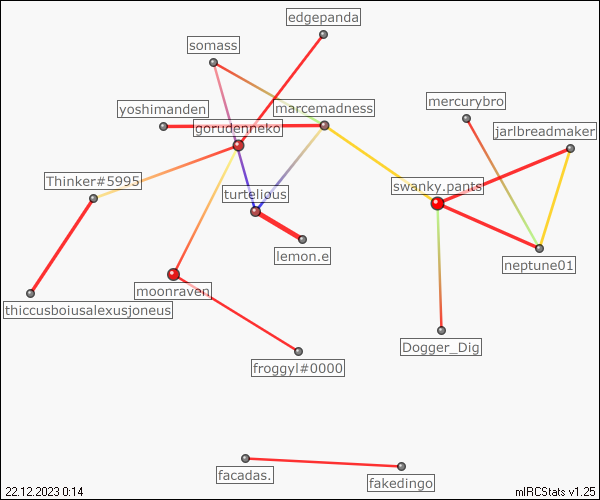 edgepanda
somass
mercurybro
yoshimanden
marcemadness
gorudenneko
jarlbreadmaker
Thinker#5995
swanky.pants
turtelious
lemon.e
neptune01
moonraven
thiccusboiusalexusjoneus
Dogger_Dig
froggyl#0000
facadas.
fakedingo
22.12.2023 0:14
mIRCStats v1.25